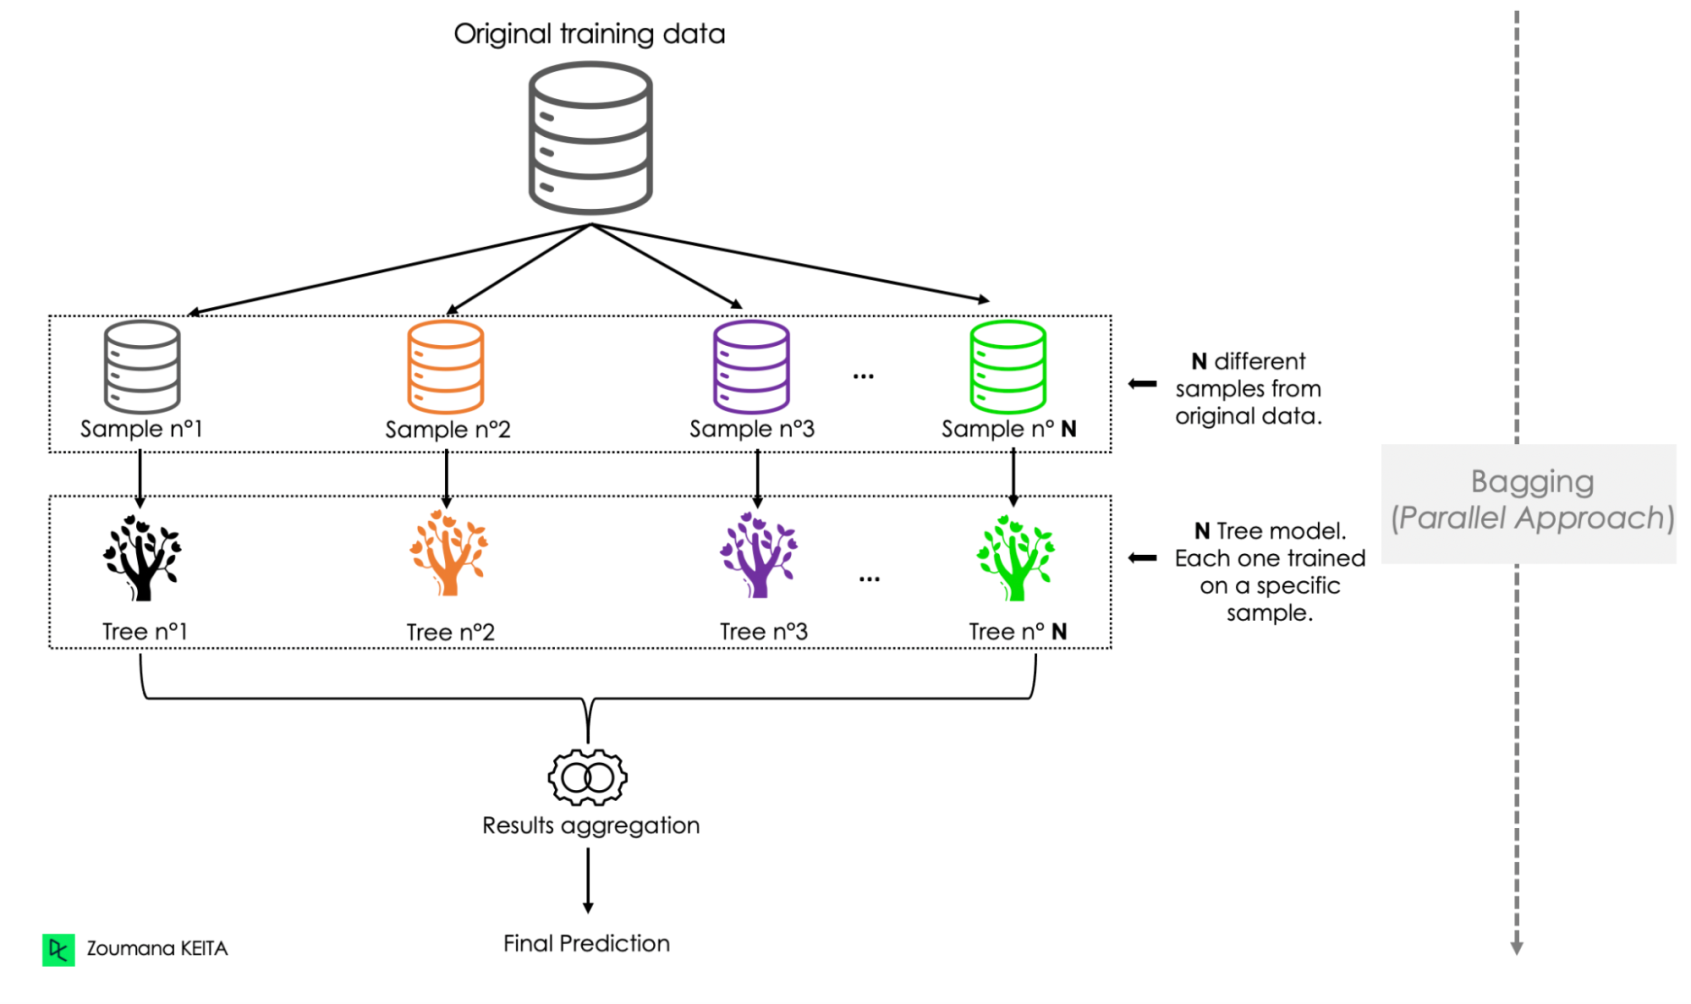 Original training data
Sample n°1
Sample n°2
Sample n°3
...
Sample n° N
N different
samples from
original data.
Tree n°1
Tree n°2
Tree n°3
...
Tree n° N
N Tree model.
Each one trained
on a specific
sample.
Bagging
(Parallel Approach)
Results aggregation
Final Prediction
Zoumana KEITA